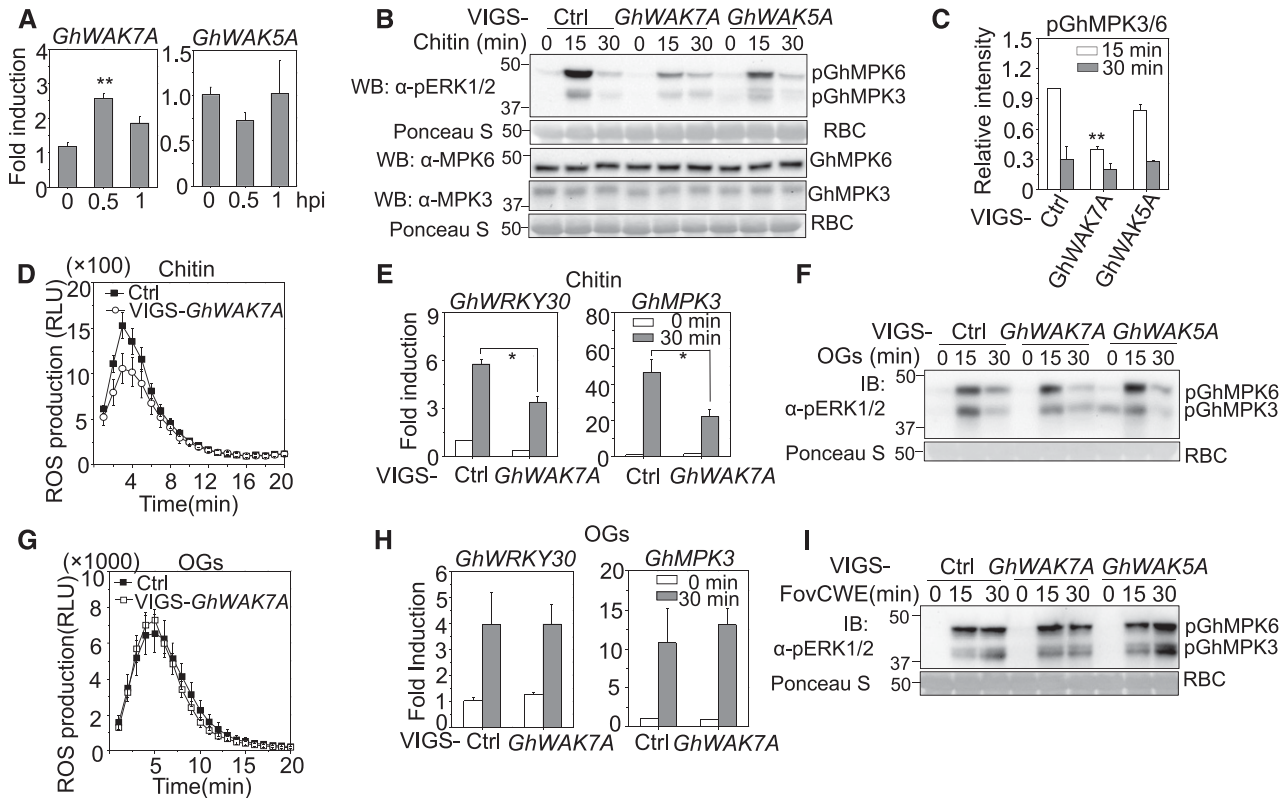 A
GhWAK7A
GhWAK5A
Fold induction
4
3
2
1
0
**
0 0.5 1
1.5
1.0
0.5
0
0 0.5 1 hpi
B
VIGS- Ctrl GhWAK7A GhWAK5A
Chitin (min) 0 15 30 0 15 30 0 15 30
50
WB: α-pERK1/2
37
pGhMPK6
pGhMPK3
Ponceau S 50 RBC
WB: α-MPK6 50 GhMPK6
WB: α-MPK3 37 GhMPK3
Ponceau S 50 RBC
C
pGhMPK3/6
15 min
30 min
Relative intensity
1.5
1.2
0.9
0.6
0.3
0
**
VIGS- Ctrl GhWAK7A GhWAK5A
D
(×100) Chitin
Ctrl
VIGS-GhWAK7A
ROS production (RLU)
20
15
10
5
0
4 8 12 16 20
Time(min)
E
Chitin
GhWRKY30
GhMPK3
0 min
30 min
Fold induction
9
6
3
0
*
80
60
40
20
0
*
VIGS- Ctrl GhWAK7A Ctrl GhWAK7A
F
VIGS- Ctrl GhWAK7A GhWAK5A
OGs (min) 0 15 30 0 15 30 0 15 30
IB: 50
α-pERK1/2
37
pGhMPK6
pGhMPK3
Ponceau S 50 RBC
G
(×1000) OGs
Ctrl
VIGS-GhWAK7A
ROS production(RLU)
10
8
6
4
2
0
5 10 15 20
Time(min)
H
OGs
GhWRKY30
GhMPK3
0 min
30 min
Fold Induction
6
5
4
3
2
1
0
20
15
10
5
0
VIGS- Ctrl GhWAK7A Ctrl GhWAK7A
I
VIGS- Ctrl GhWAK7A GhWAK5A
FovCWE(min) 0 15 30 0 15 30 0 15 30
IB: 50
α-pERK1/2
37
pGhMPK6
pGhMPK3
Ponceau S 50 RBC